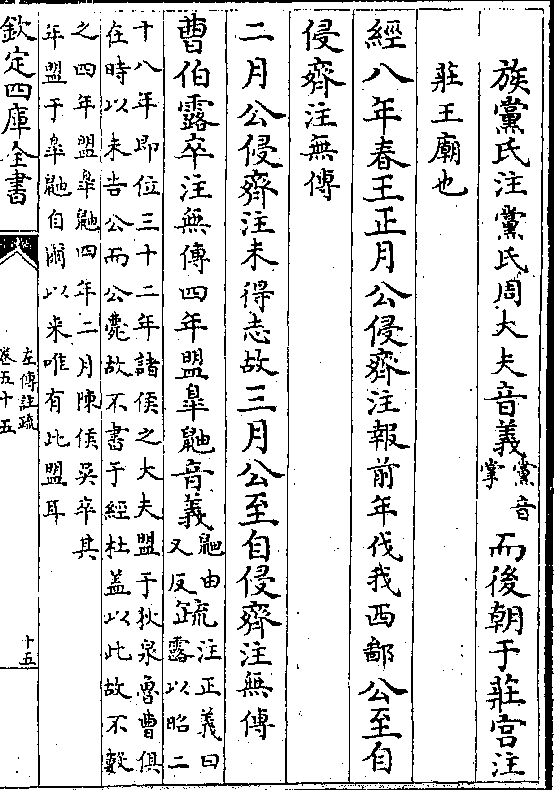 族黨氏注黨氏周大夫音義黨音掌而後朝于莊宮注
莊王廟也
經八年春王正月公侵齊注報前年伐我西鄙公至自
侵齊注無傳
二月公侵齊注未得志故三月公至自侵齊注無傳
曹伯露卒注無傳四年盟臯鼬音義鼬由又反疏注正義曰露以昭二
十八年即位三十二年諸侯之大夫盟于狄泉魯曹俱
在時以未告公而公薨故不書于經杜蓋以此故不數
之四年盟臯鼬四年二月陳侯吳卒其
年盟于臯鼬自爾以來唯有此盟耳
欽定四庫全書
左傳註疏
卷五十五
十五